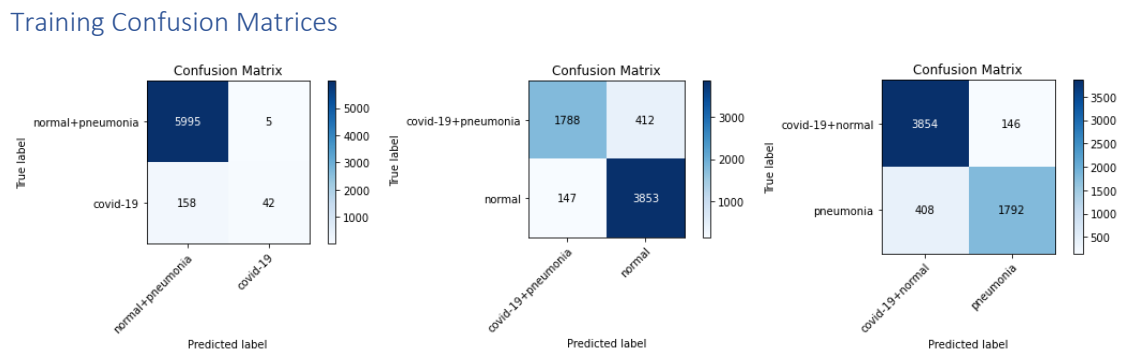 Training Confusion Matrices
Confusion Matrix
True label
normal+pneumonia
covid-19
5995 5
158 42
normal+pneumonia
covid-19
Predicted label
5000
4000
3000
2000
1000
Confusion Matrix
True label
covid-19+pneumonia
normal
1788 412
147 3853
covid-19+pneumonia
normal
Predicted label
3000
2000
1000
Confusion Matrix
True label
covid-19+normal
pneumonia
3854 146
408 1792
covid-19+normal
pneumonia
Predicted label
3500
3000
2500
2000
1500
1000
500